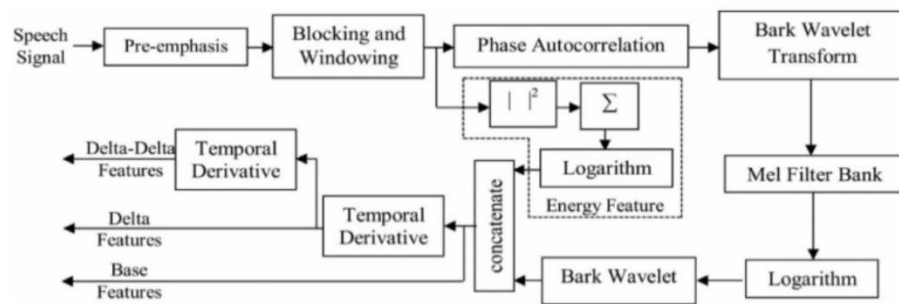 Speech
Signal
Pre-emphasis
Blocking and
Windowing
Phase Autocorrelation
Bark Wavelet
Transform
| |²
Σ
Logarithm
Energy Feature
Mel Filter Bank
Logarithm
Bark Wavelet
concatenate
Temporal
Derivative
Temporal
Derivative
Delta-Delta
Features
Delta
Features
Base
Features